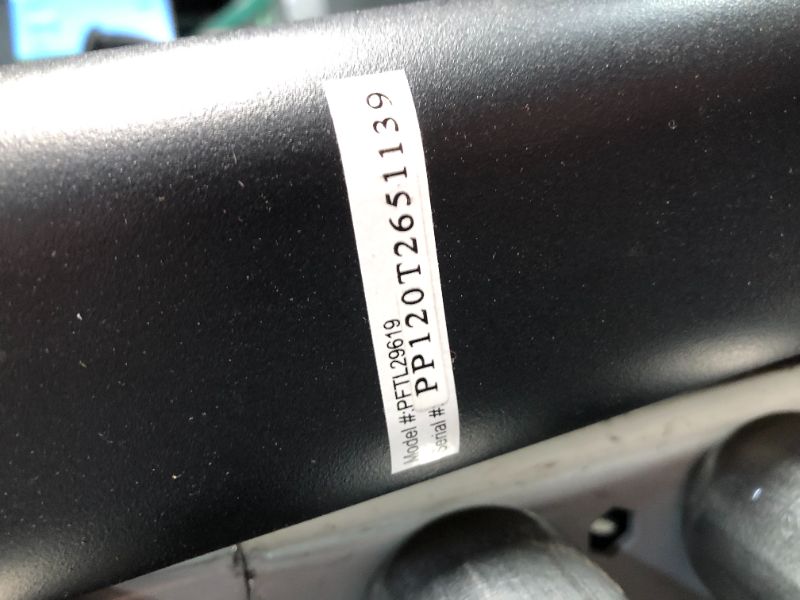 Model #:PFTL29619
Serial #:
PP120T2651139